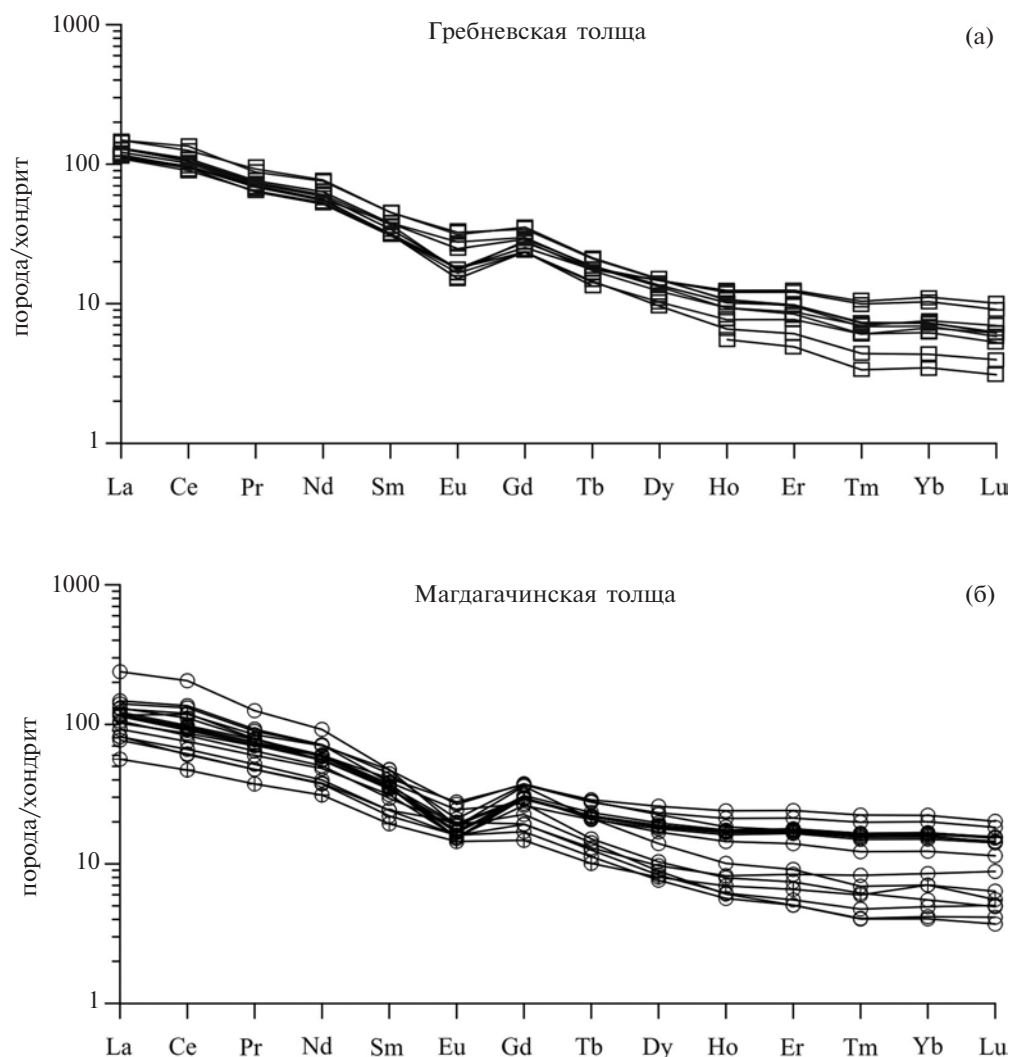 1000
Гребневская толща
(а)
100
порода/хондрит
10
1
La Ce Pr Nd Sm Eu Gd Tb Dy Ho Er Tm Yb Lu
1000
Магдагачинская толща
(б)
100
порода/хондрит
10
1
La Ce Pr Nd Sm Eu Gd Tb Dy Ho Er Tm Yb Lu